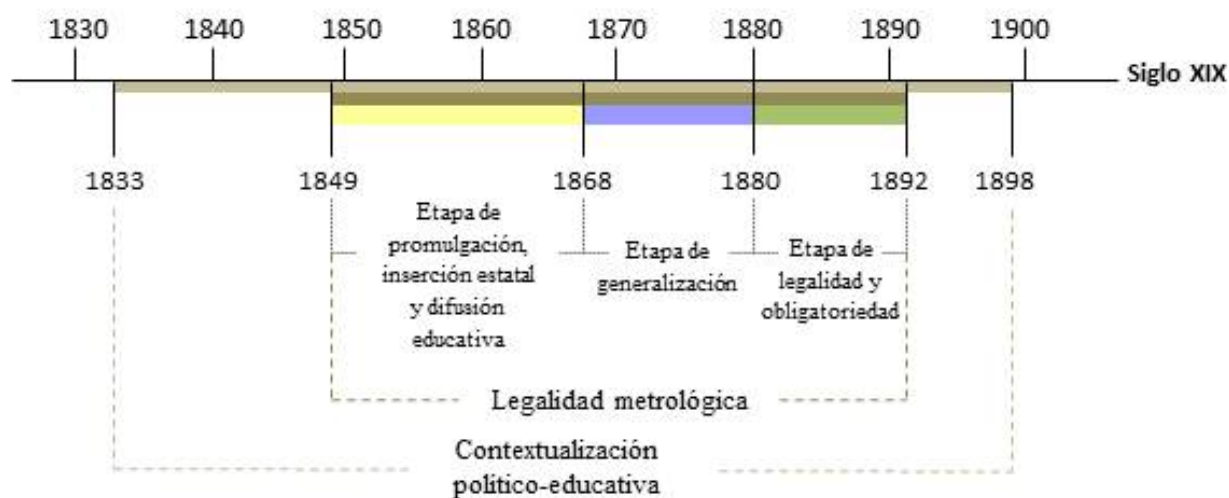 1830 1840 1850 1860 1870 1880 1890 1900
Siglo XIX
1833 1849 1868 1880 1892 1898
Etapa de
promulgación,
inserción estatal
y difusión
educativa
Etapa de
generalización
Etapa de
legalidad y
obligatoriedad
Legalidad metrológica
Contextualización
político-educativa